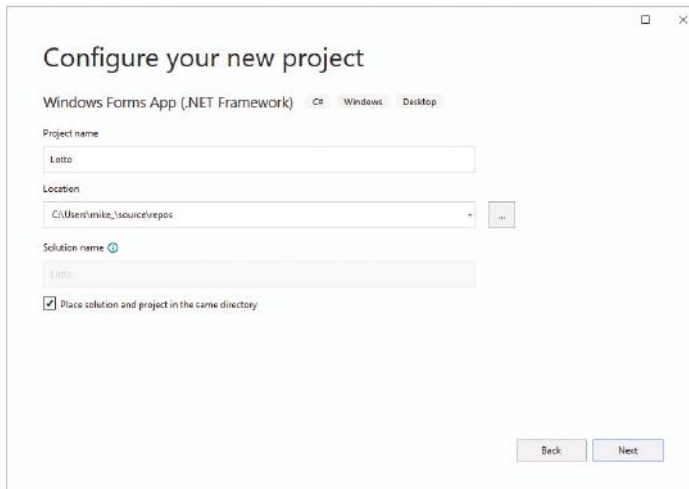 Configure your new project
Windows Forms App (.NET Framework) C# Windows Desktop
Project name
Lotto
Location
C:\Users\mike_\source\repos
...
Solution name
Lotto
Place solution and project in the same directory
Back Next